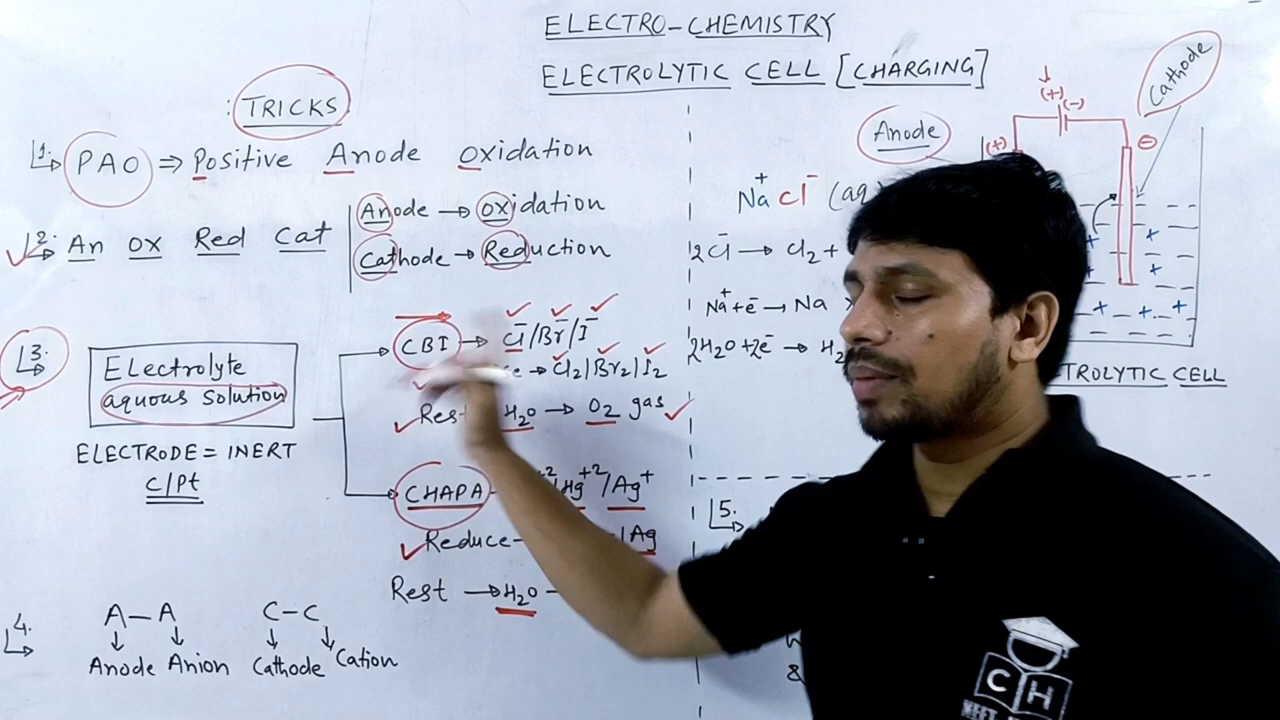 ELECTRO-CHEMISTRY
ELECTROLYTIC CELL [CHARGING]
: TRICKS
1. PAO ⇒ Positive Anode Oxidation
2. An ox Red Cat
Anode → oxidation
Cathode → Reduction
3.
Electrolyte
aquous solution
ELECTRODE = INERT
C/Pt
CBI → Cl⁻/Br⁻/I⁻
→ Cl2/Br2/I2
Rest H2O → O2 gas
CHAPA
Hg+2/Ag+
Reduce- /Ag
Rest → H2O -
4.
A-A
C-C
Anode Anion Cathode Cation
Anode
Cathode
(+) (-)
(+)
⊖
Na+ Cl⁻ (aq
2Cl⁻ → Cl2 +
Na+ + e⁻ → Na ×
2H2O + 2e⁻ → H2
TROLYTIC CELL
5.
&
C H
NEET